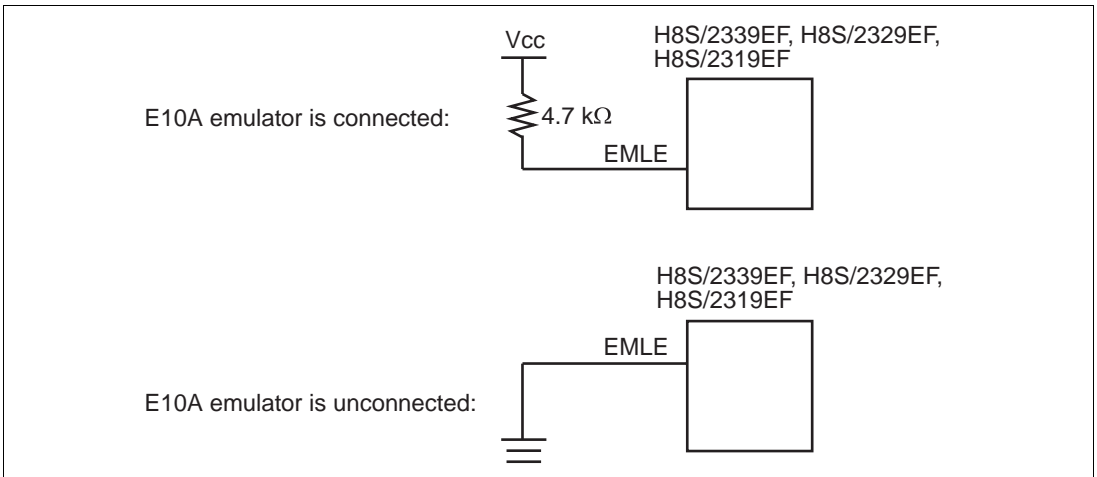 Vcc
H8S/2339EF, H8S/2329EF,
H8S/2319EF
E10A emulator is connected:
4.7 kΩ
EMLE
H8S/2339EF, H8S/2329EF,
H8S/2319EF
EMLE
E10A emulator is unconnected: